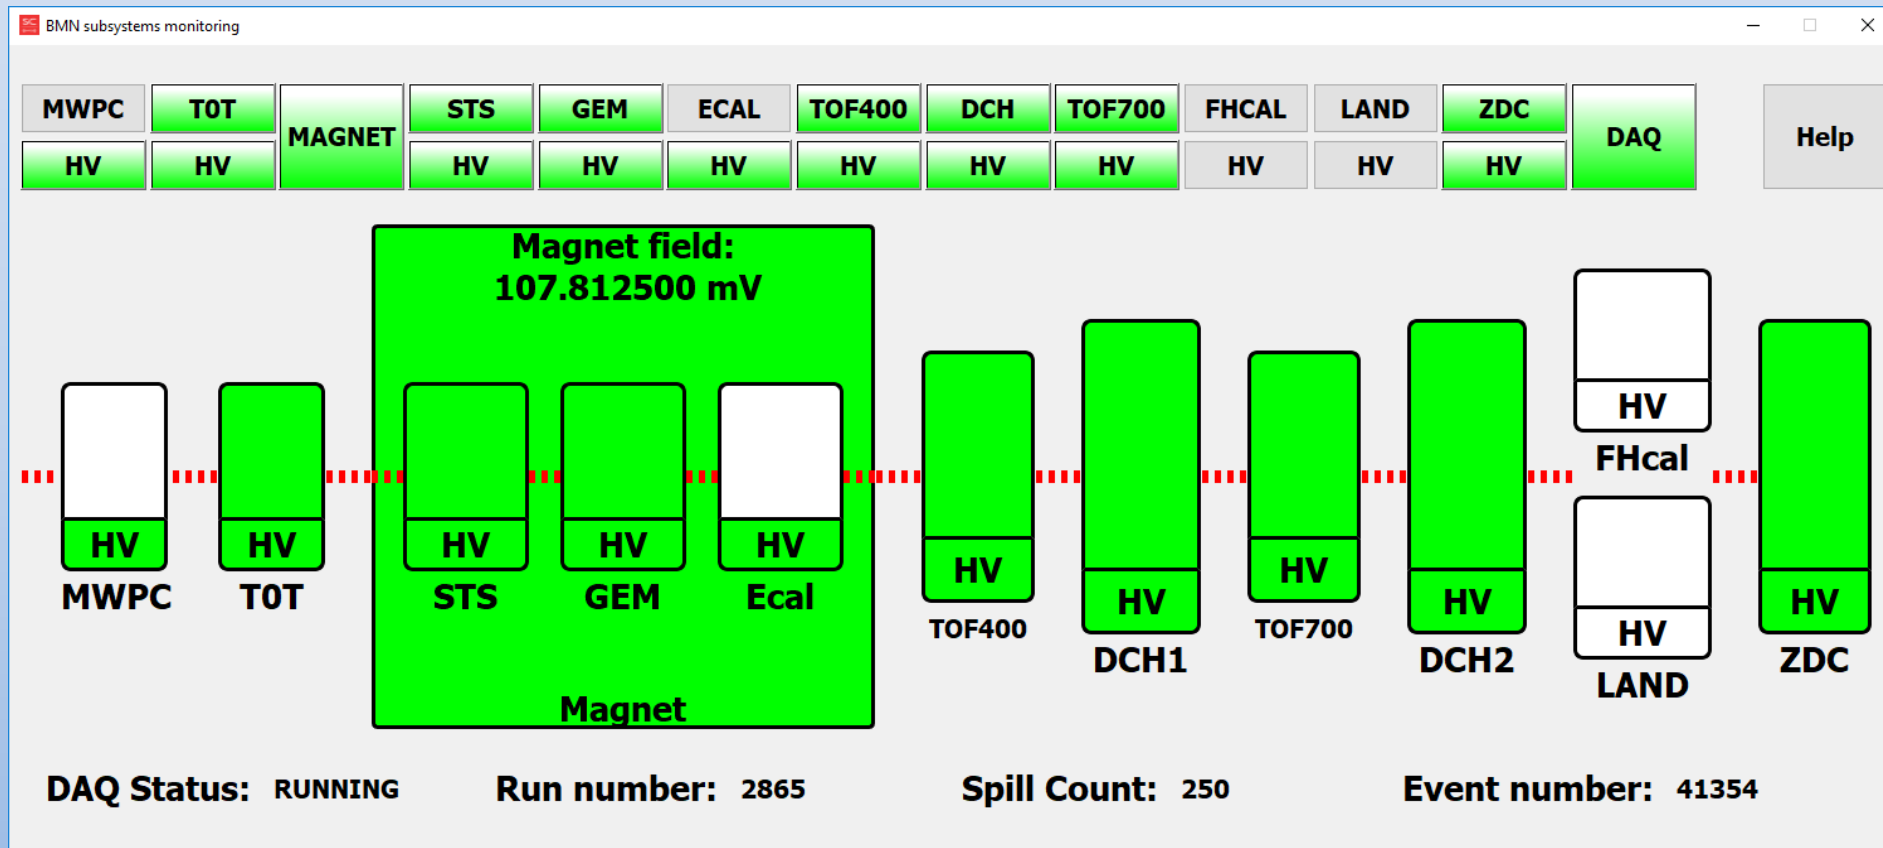 BMN subsystems monitoring
MWPC T0T MAGNET STS GEM ECAL TOF400 DCH TOF700 FHCAL LAND ZDC DAQ Help
HV HV HV HV HV HV HV HV HV HV HV
Magnet field:
107.812500 mV
HV
FHcal
HV HV HV HV HV
MWPC T0T STS GEM Ecal
HV HV
TOF400 TOF700
HV HV HV
DCH1 DCH2 ZDC
HV
LAND
Magnet
DAQ Status: RUNNING Run number: 2865 Spill Count: 250 Event number: 41354